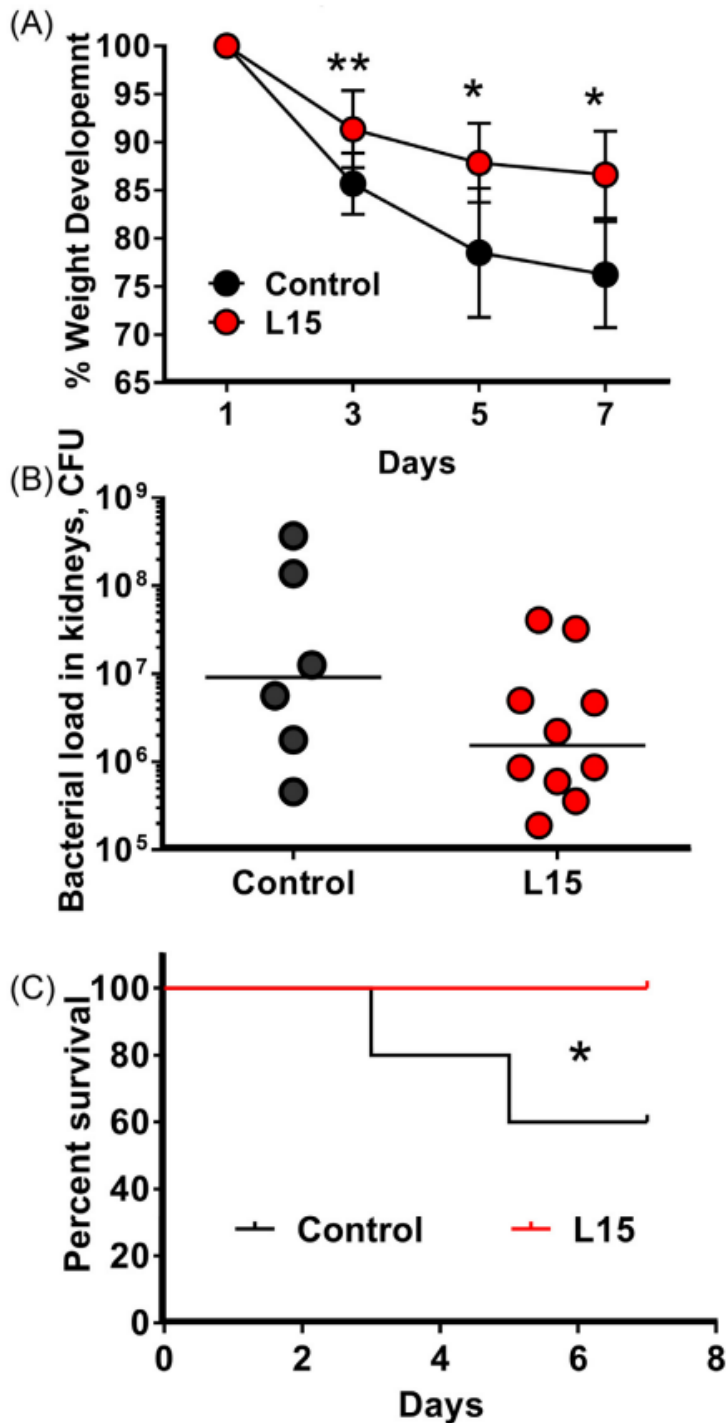 (A)
% Weight Developemnt
100
95
90
85
80
75
70
65
** * *
Control
L15
1 3 5 7
Days
(B)
Bacterial load in kidneys, CFU
10⁹
10⁸
10⁷
10⁶
10⁵
Control L15
(C)
Percent survival
100
80
60
40
20
0
*
Control L15
0 2 4 6 8
Days